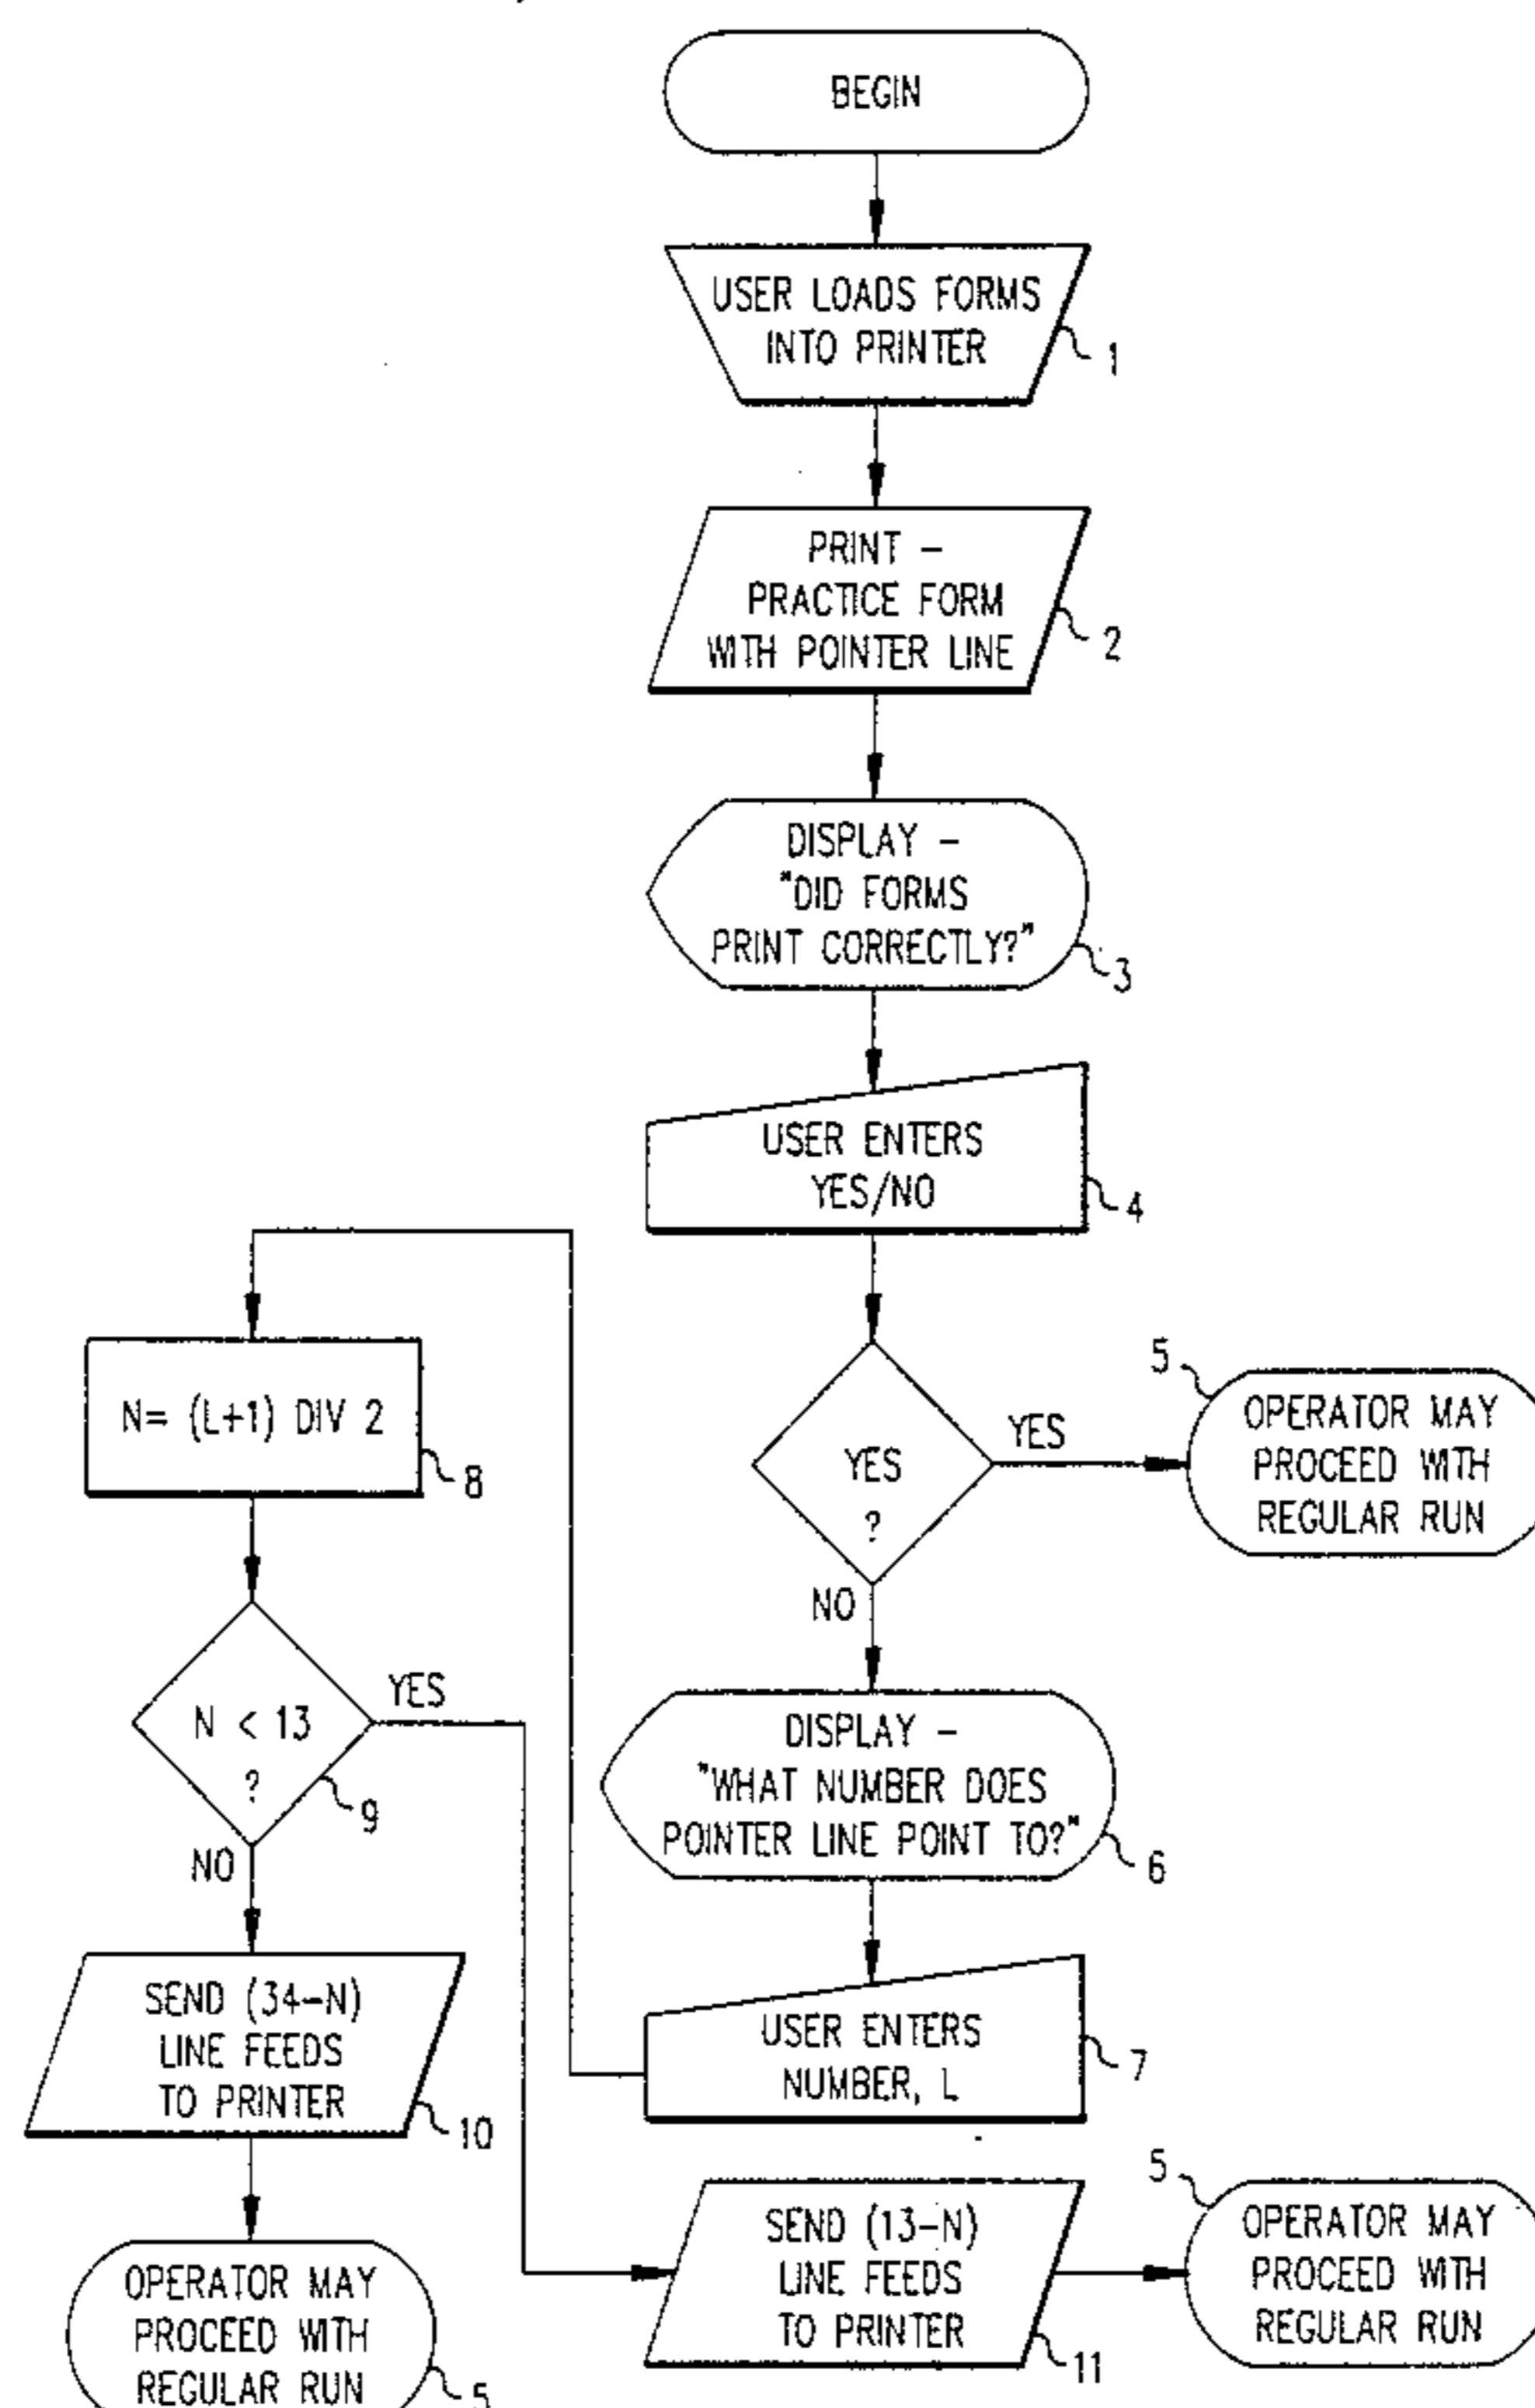 BEGIN
USER LOADS FORMS
INTO PRINTER
1
PRINT –
PRACTICE FORM
WITH POINTER LINE
2
DISPLAY –
"DID FORMS
PRINT CORRECTLY?"
3
USER ENTERS
YES/NO
4
YES
?
YES
5
OPERATOR MAY
PROCEED WITH
REGULAR RUN
NO
DISPLAY –
"WHAT NUMBER DOES
POINTER LINE POINT TO?"
6
USER ENTERS
NUMBER, L
7
N= (L+1) DIV 2
8
N < 13
?
9
YES
NO
SEND (34–N)
LINE FEEDS
TO PRINTER
10
OPERATOR MAY
PROCEED WITH
REGULAR RUN
5
SEND (13–N)
LINE FEEDS
TO PRINTER
11
5
OPERATOR MAY
PROCEED WITH
REGULAR RUN